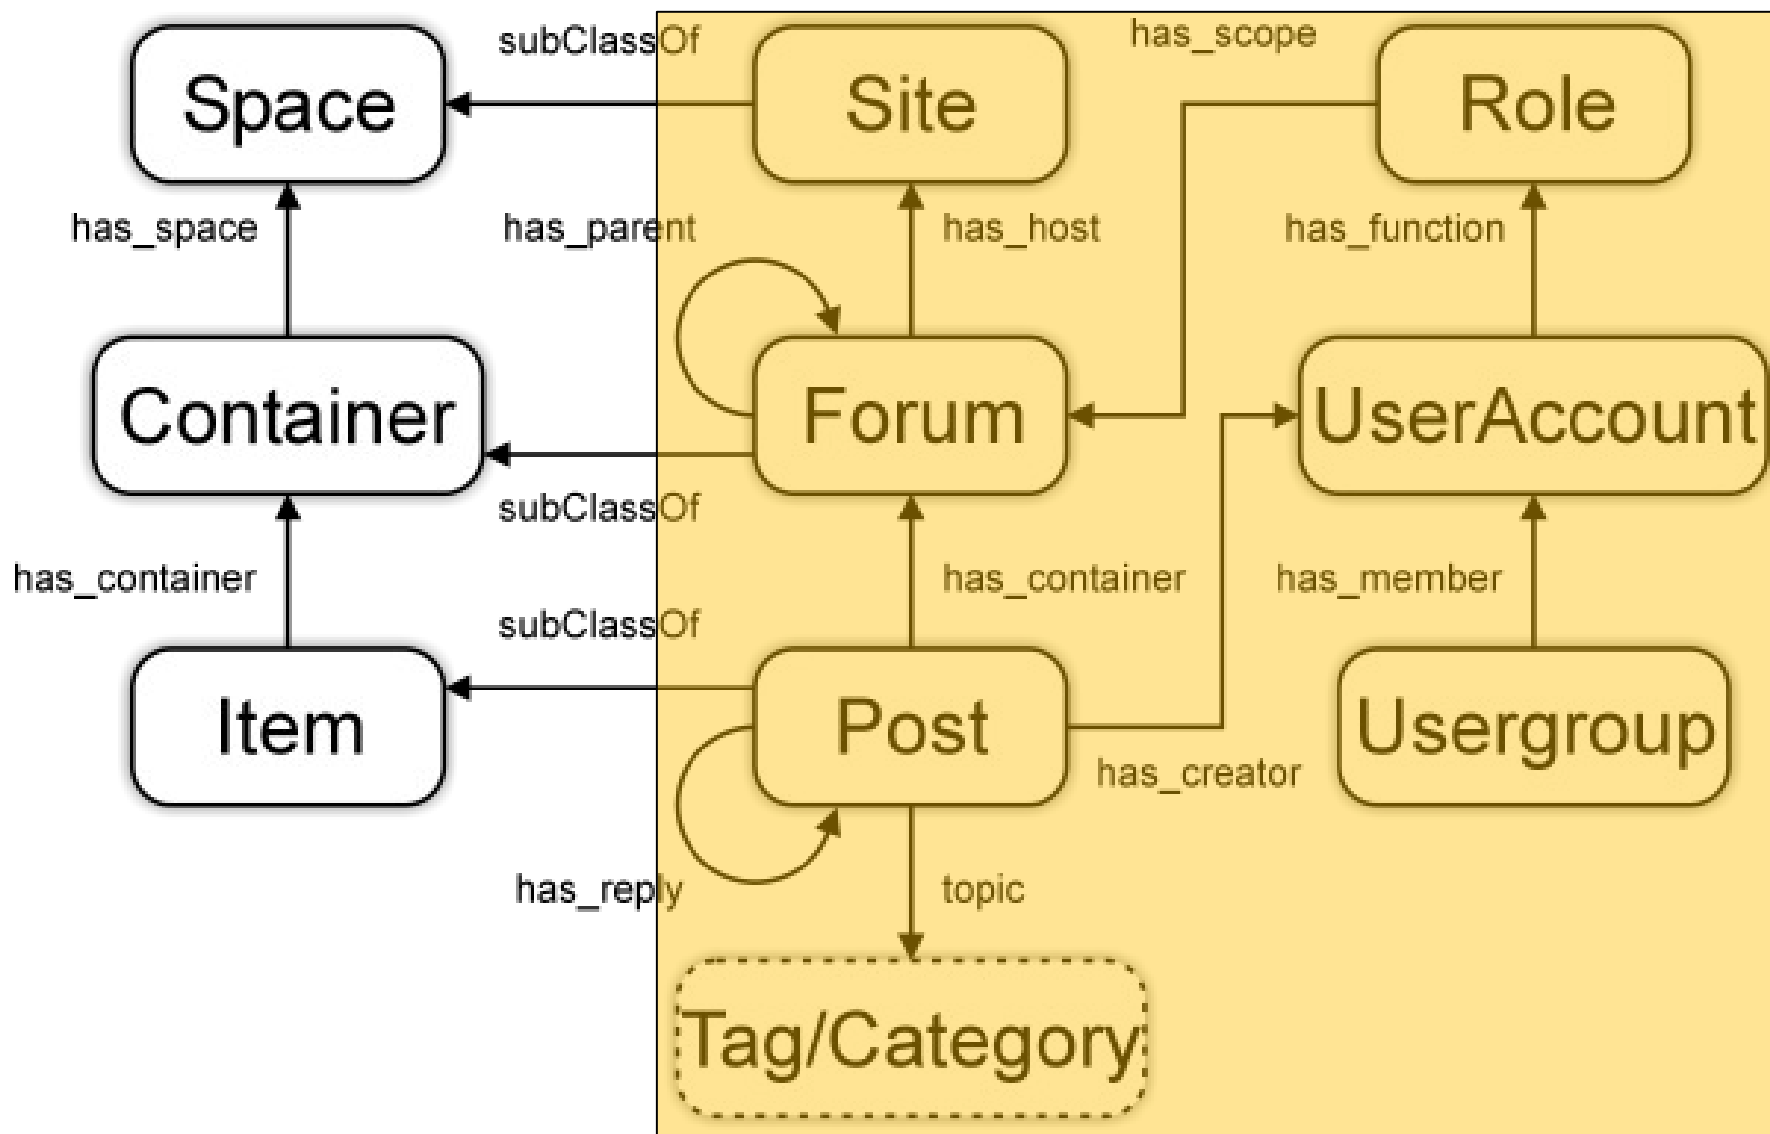 subClassOf
has_scope
Space
Site
Role
has_space
has_parent
has_host
has_function
Container
Forum
UserAccount
subClassOf
has_container
has_container
has_member
subClassOf
Item
Post
Usergroup
has_creator
has_reply
topic
Tag/Category